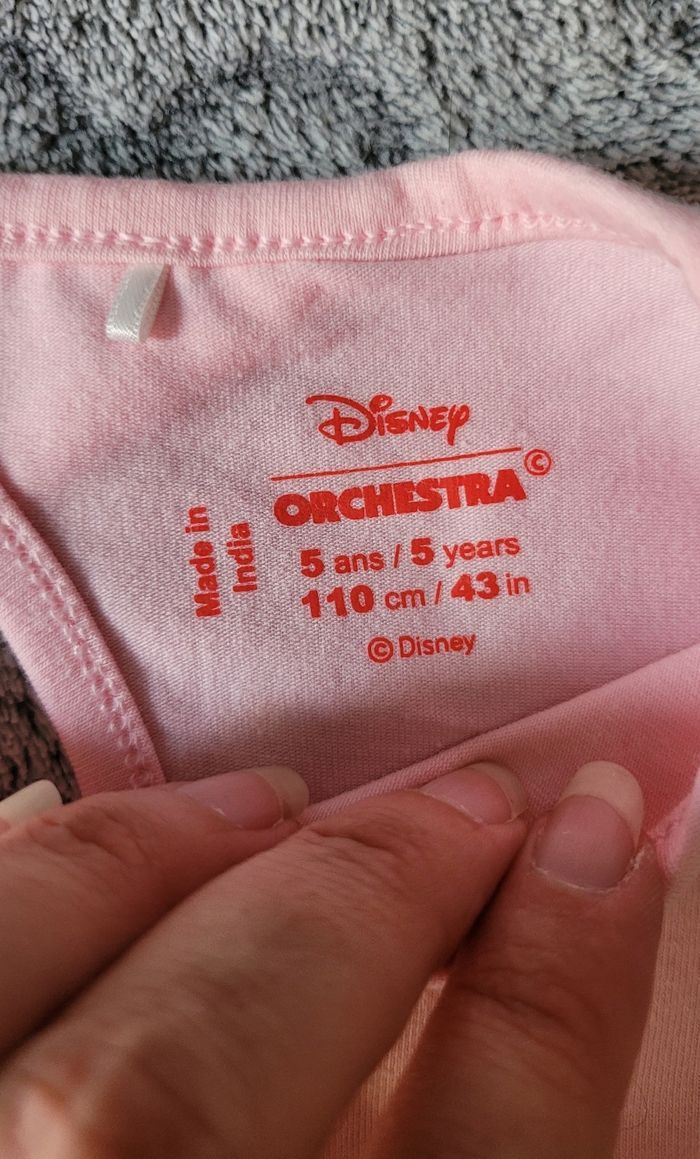 Disney
ORCHESTRA©
Made in
India
5 ans / 5 years
110 cm / 43 in
© Disney